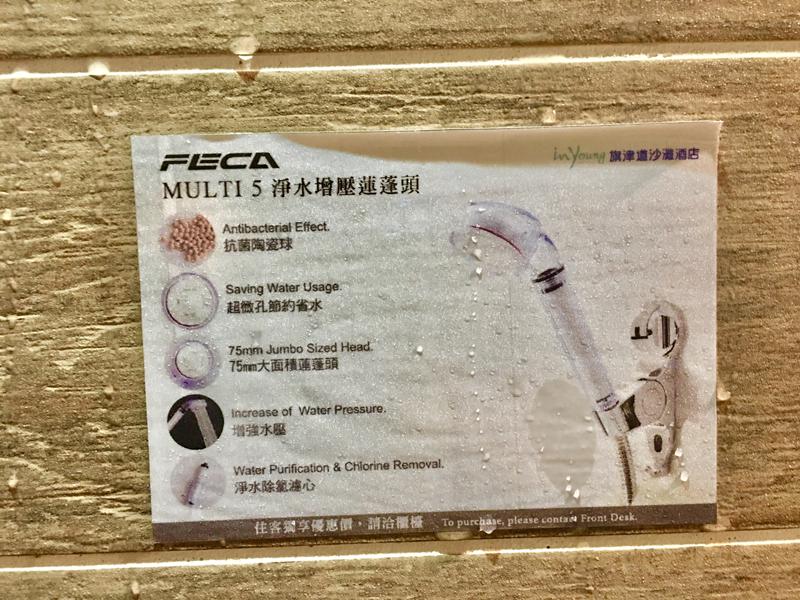 FECA
inYoung 旗津道沙灘酒店
MULTI 5 淨水增壓蓮蓬頭
Antibacterial Effect.
抗菌陶瓷球
Saving Water Usage.
超微孔節約省水
75mm Jumbo Sized Head.
75mm大面積蓮蓬頭
Increase of Water Pressure.
增強水壓
Water Purification & Chlorine Removal.
淨水除氯濾心
住客獨享優惠價，請洽櫃檯 To purchase, please contact Front Desk.